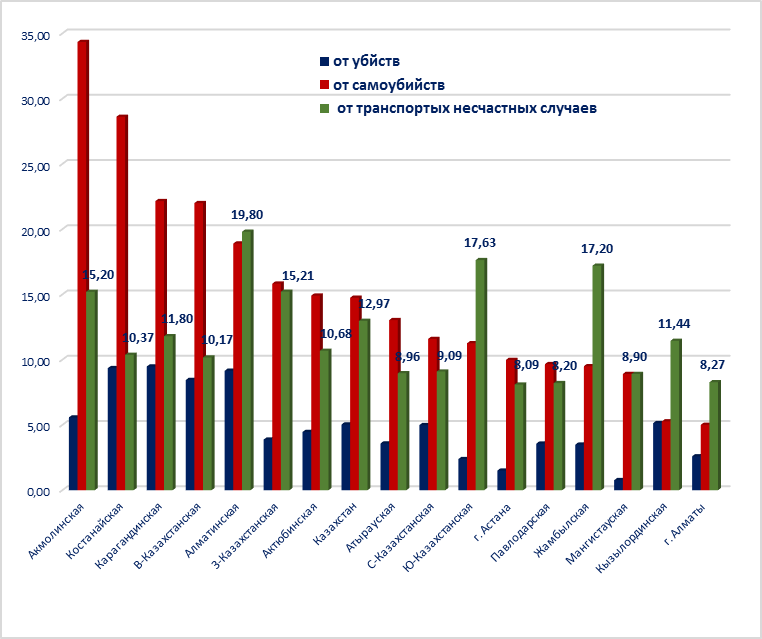 35,00
30,00
25,00
20,00
15,00
10,00
5,00
0,00
от убйств
от самоубийств
от транспортых несчастных случаев
15,20
10,37
11,80
10,17
19,80
15,21
10,68
12,97
8,96
9,09
17,63
8,09
8,20
17,20
8,90
11,44
8,27
Акмолинская
Костанайская
Карагандинская
В-Казахстанская
Алматинская
З-Казахстанская
Актюбинская
Казахстан
Атырауская
С-Казахстанская
Ю-Казахстанская
г.Астана
Павлодарская
Жамбылская
Мангистауская
Кызылординская
г.Алматы